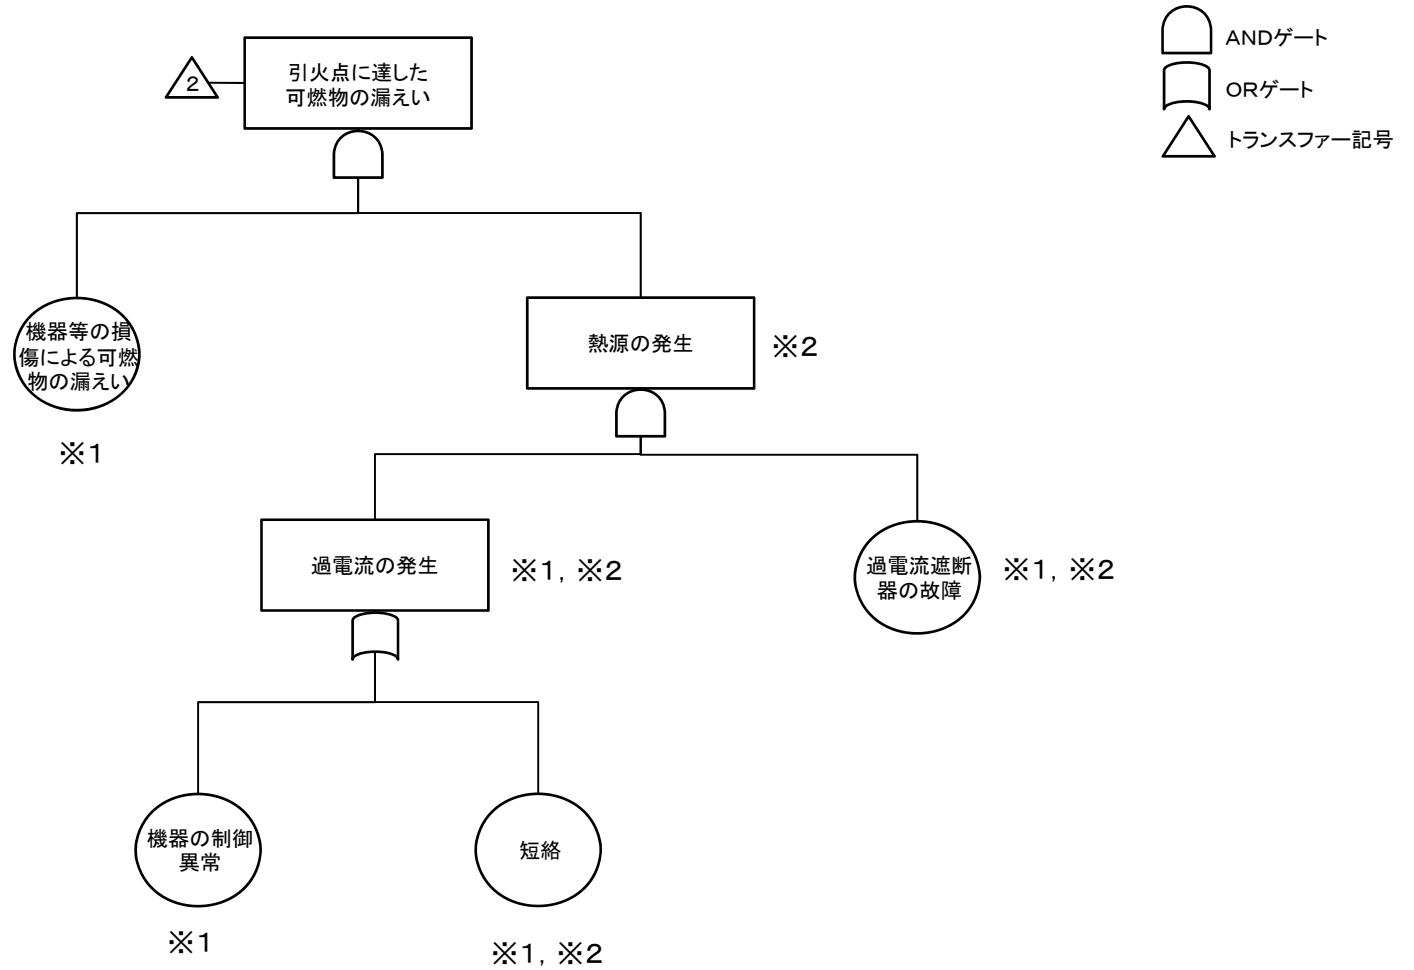 ANDゲート
ORゲート
トランスファー記号
2
引火点に達した
可燃物の漏えい
機器等の損
傷による可燃
物の漏えい
※1
熱源の発生
※2
過電流の発生
※1, ※2
過電流遮断
器の故障
※1, ※2
機器の制御
異常
※1
短絡
※1, ※2